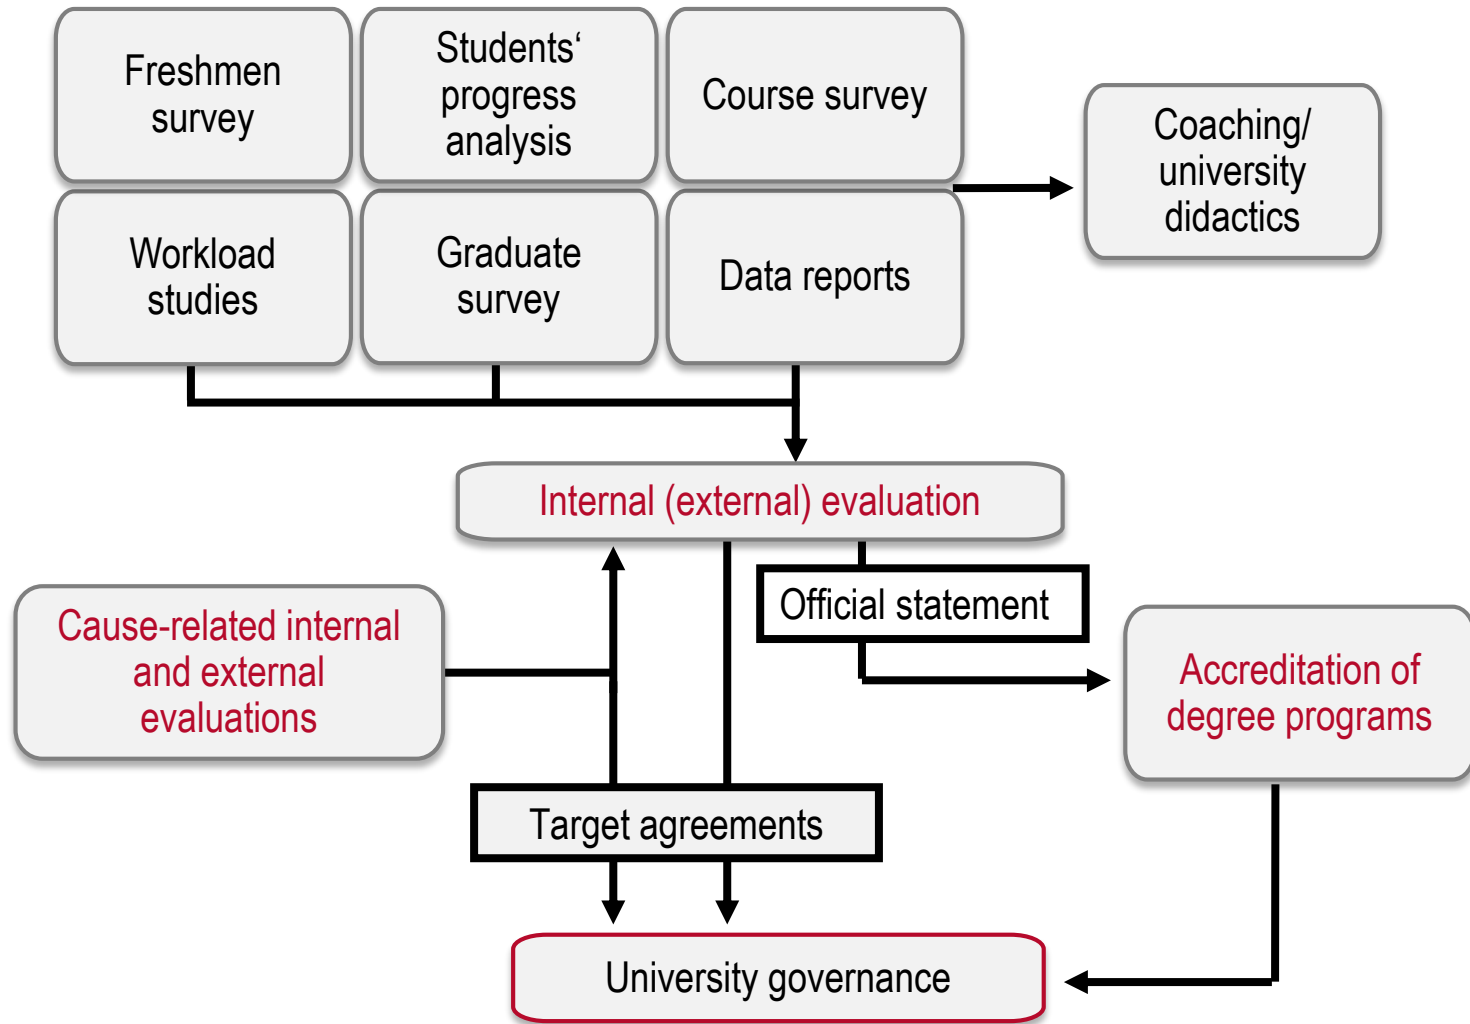 Freshmen
survey
Students‘
progress
analysis
Course survey
Coaching/
university
didactics
Workload
studies
Graduate
survey
Data reports
Internal (external) evaluation
Official statement
Cause-related internal
and external
evaluations
Accreditation of
degree programs
Target agreements
University governance